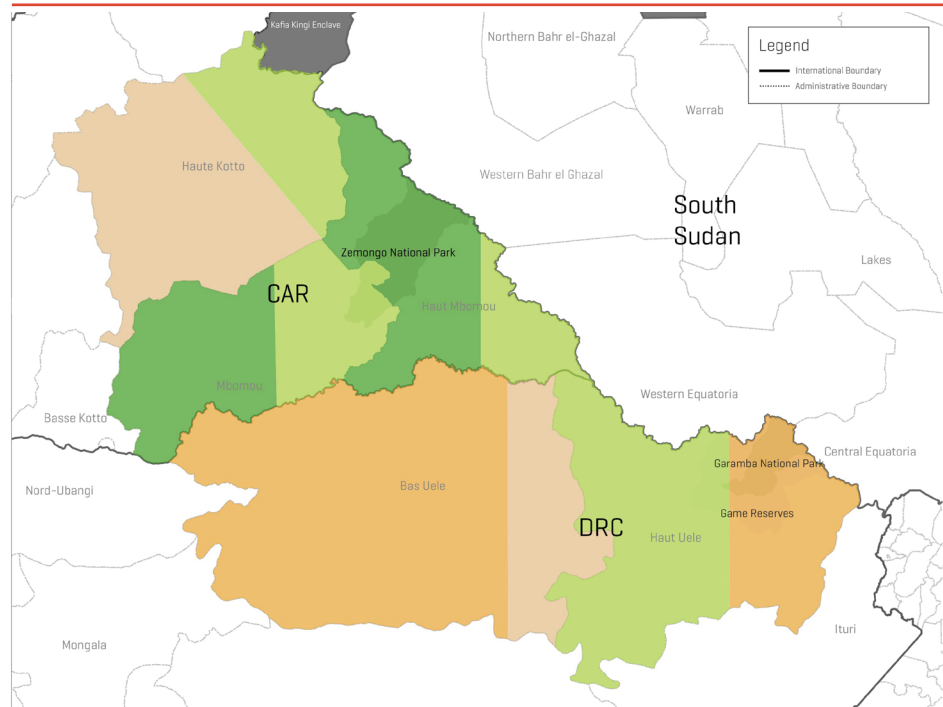 Kafia Kingi Enclave
Northern Bahr el-Ghazal
Legend
International Boundary
Administrative Boundary
Warrab
Haute Kotto
Western Bahr el Ghazal
South
Sudan
Zemongo National Park
Lakes
CAR
Haut Mbomou
Mbomou
Western Equatoria
Basse Kotto
Central Equatoria
Garamba National Park
Nord-Ubangi
Bas Uele
Game Reserves
DRC
Haut Uele
Ituri
Mongala